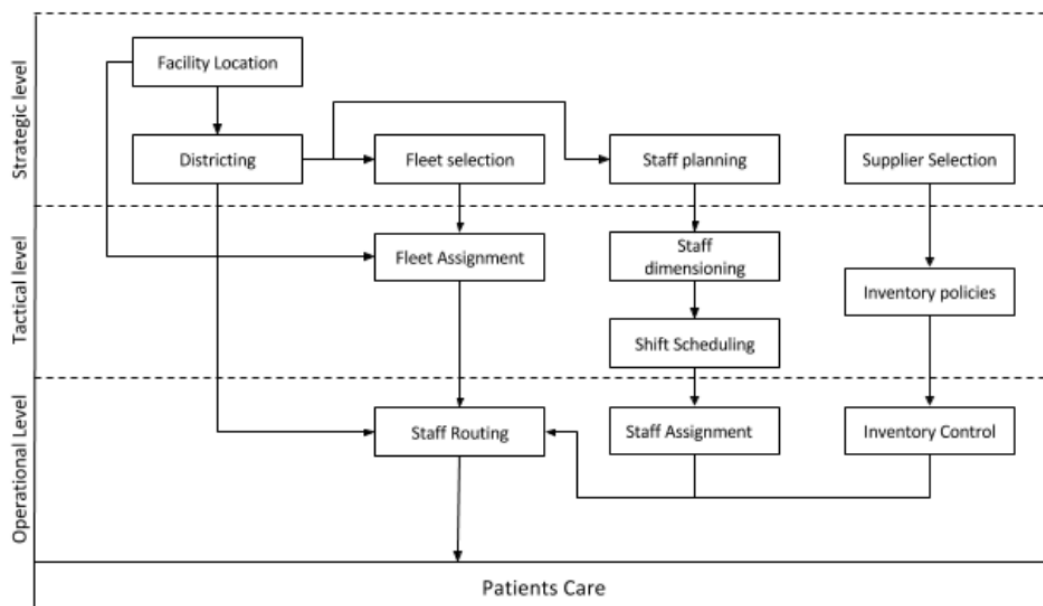 Strategic level
Facility Location
Districting
Fleet selection
Staff planning
Supplier Selection
Tactical level
Fleet Assignment
Staff
dimensioning
Inventory policies
Shift Scheduling
Operational Level
Staff Routing
Staff Assignment
Inventory Control
Patients Care